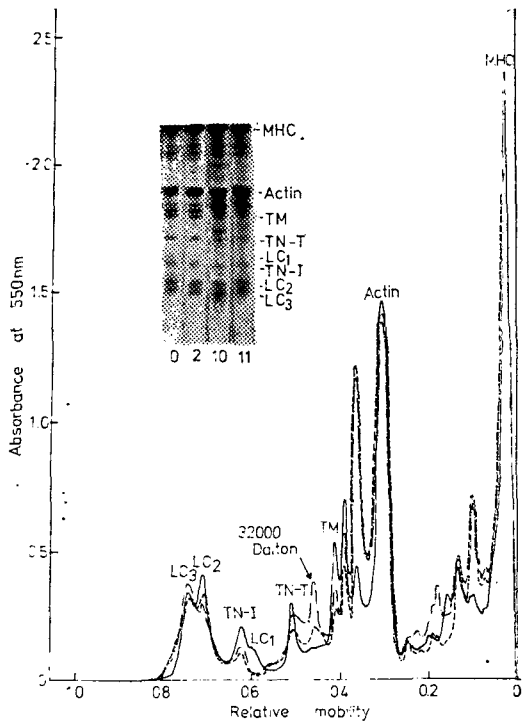 2.5
MHC
2.0
MHC
Actin
TM
TN-T
LC1
TN-I
LC2
LC3
0 2 10 11
1.5
Actin
Absorbance at 550nm
1.0
32000
Dalton
TM
0.5
LC3
LC2
TN-I
LC1
TN-T
0
1.0 0.8 0.6 0.4 0.2 0
Relative mobility